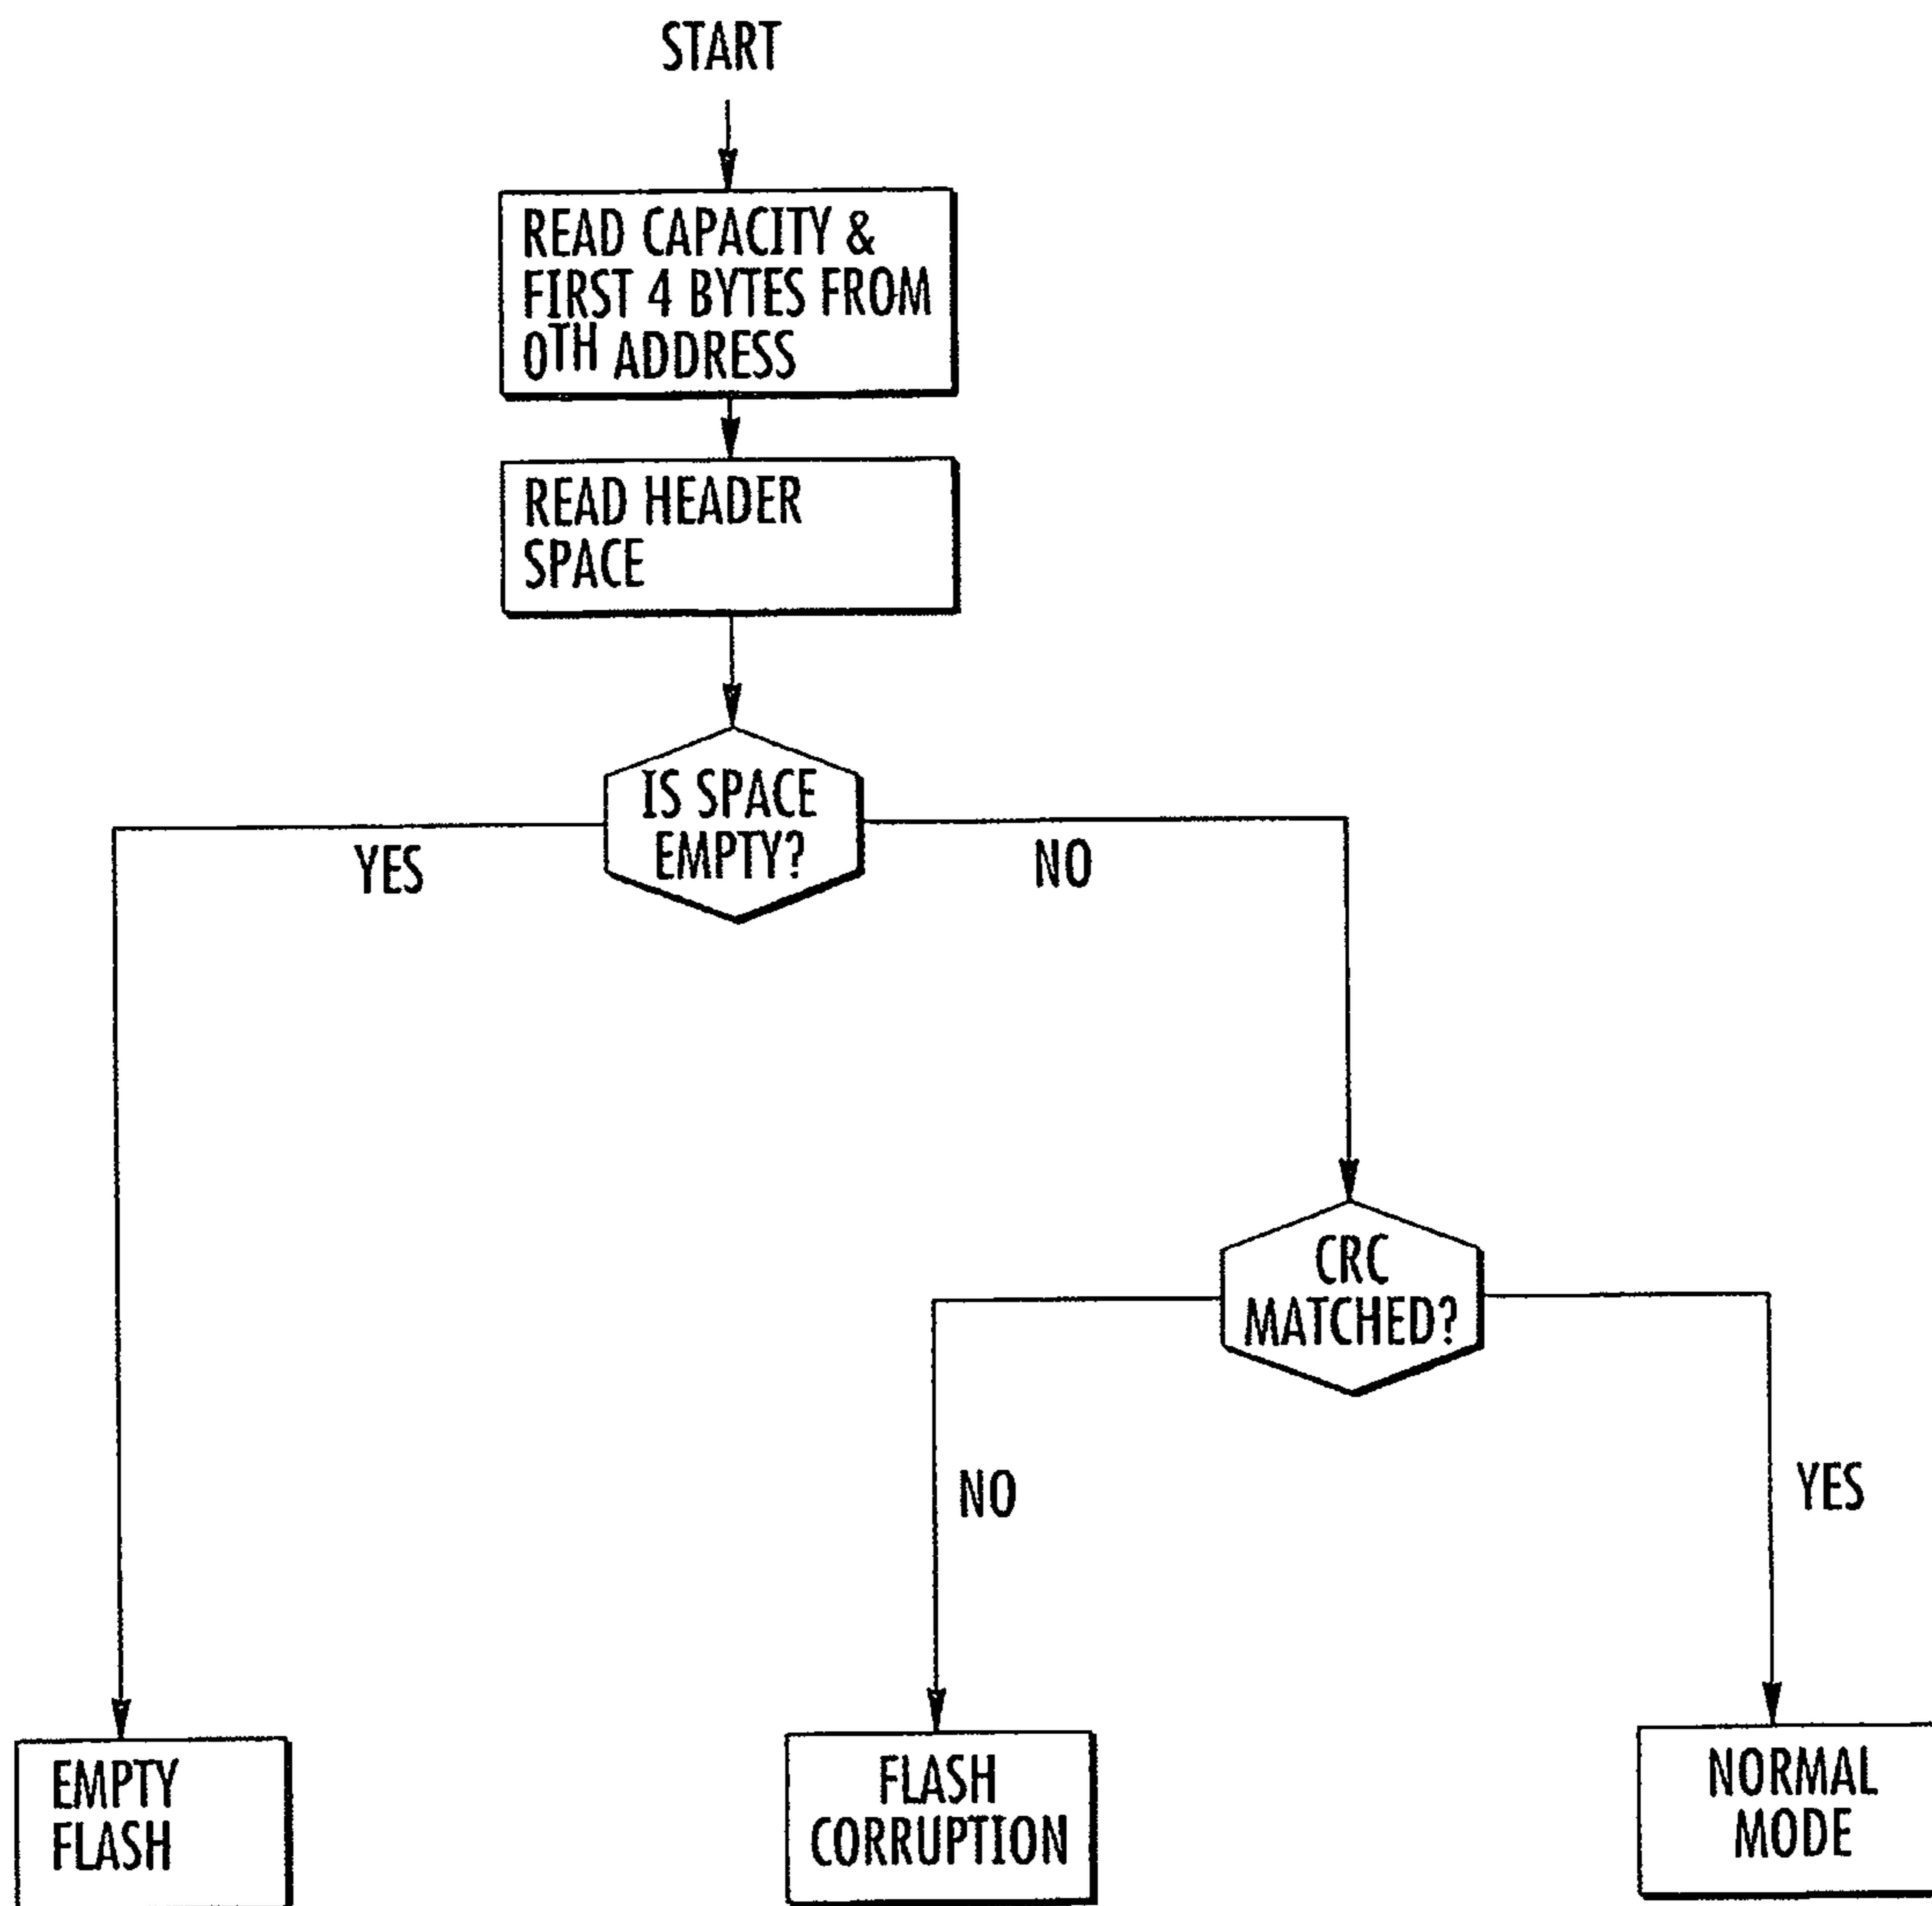 START
READ CAPACITY &
FIRST 4 BYTES FROM
0TH ADDRESS
READ HEADER
SPACE
IS SPACE
EMPTY?
YES
NO
CRC
MATCHED?
NO
YES
EMPTY
FLASH
FLASH
CORRUPTION
NORMAL
MODE